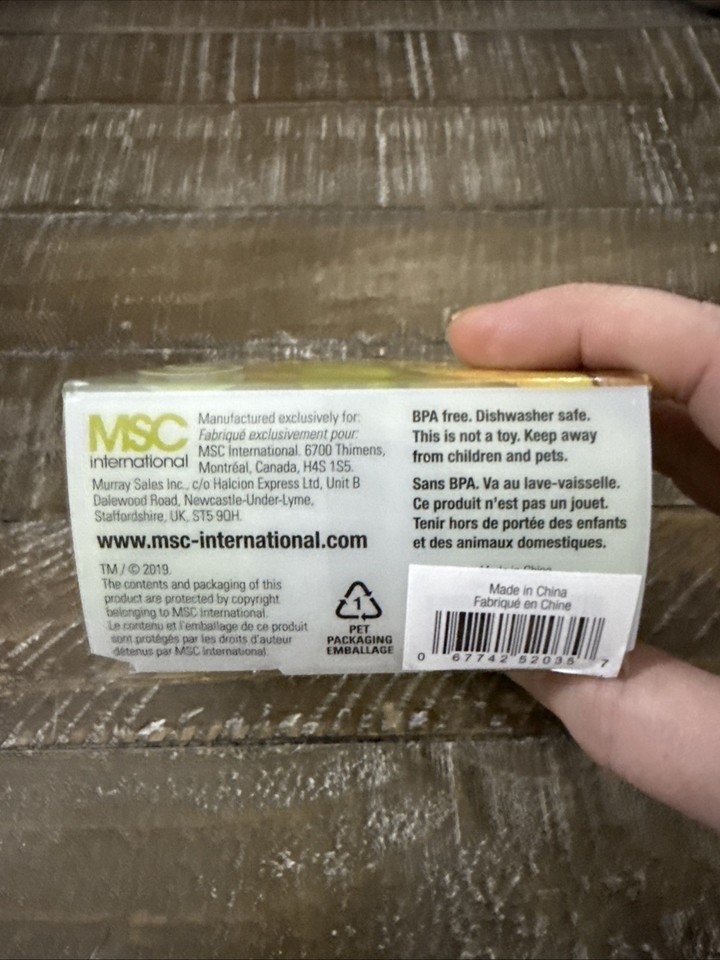 MSC
international
Manufactured exclusively for:
Fabriqué exclusivement pour:
MSC International. 6700 Thimens,
Montréal, Canada, H4S 1S5.
Murray Sales Inc., c/o Halcion Express Ltd, Unit B
Dalewood Road, Newcastle-Under-Lyme,
Staffordshire, UK, ST5 9QH.
www.msc-international.com
TM / © 2019.
The contents and packaging of this
product are protected by copyright
belonging to MSC International.
Le contenu et l'emballage de ce produit
sont protégés par les droits d'auteur
détenus par MSC International.
1
PET
PACKAGING
EMBALLAGE
BPA free. Dishwasher safe.
This is not a toy. Keep away
from children and pets.
Sans BPA. Va au lave-vaisselle.
Ce produit n'est pas un jouet.
Tenir hors de portée des enfants
et des animaux domestiques.
Made in China
Made in China
Fabriqué en Chine
0 67742 52035 7